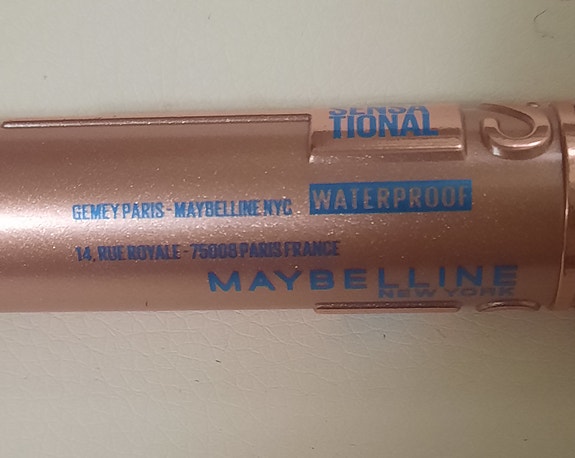 SENSA
TIONAL
WATERPROOF
GEMEY PARIS - MAYBELLINE NYC
14, RUE ROYALE - 75008 PARIS FRANCE
MAYBELLINE
NEW YORK